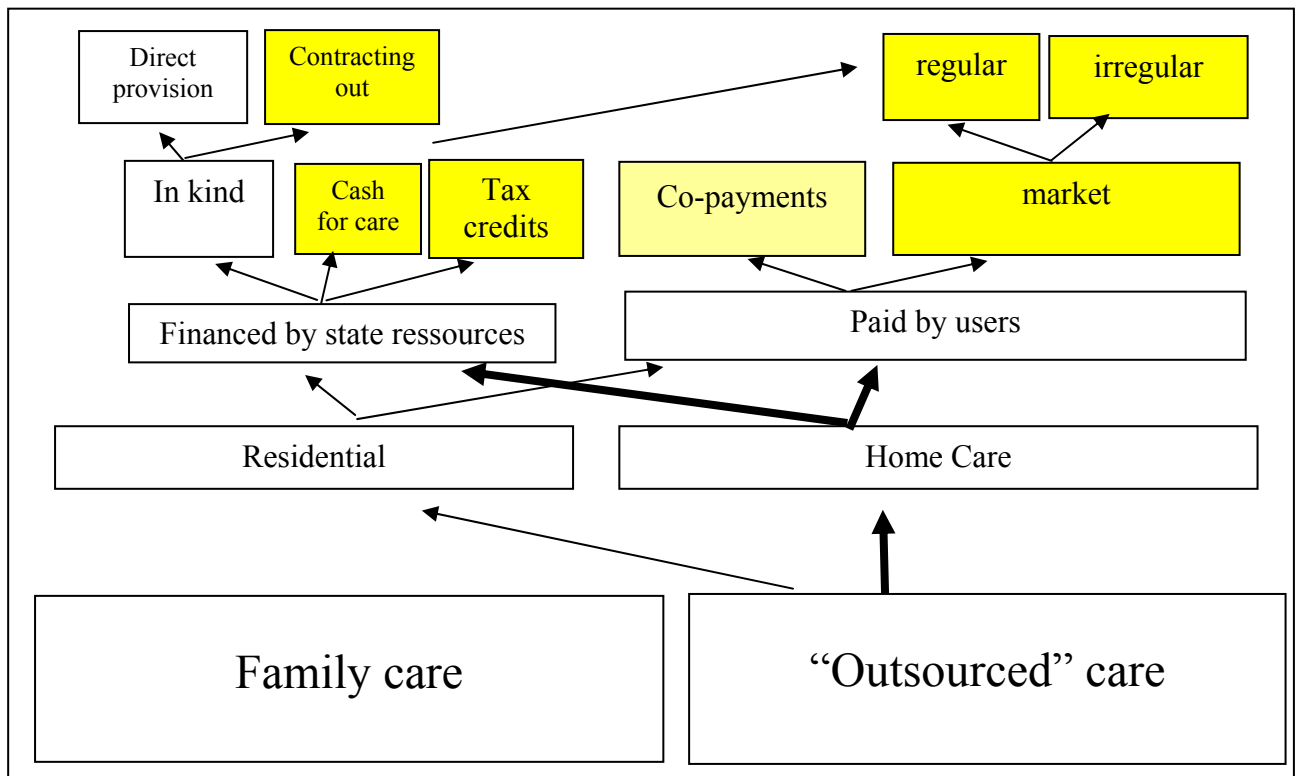 Direct
provision
Contracting
out
regular
irregular
In kind
Cash
for care
Tax
credits
Co-payments
market
Financed by state ressources
Paid by users
Residential
Home Care
Family care
“Outsourced” care